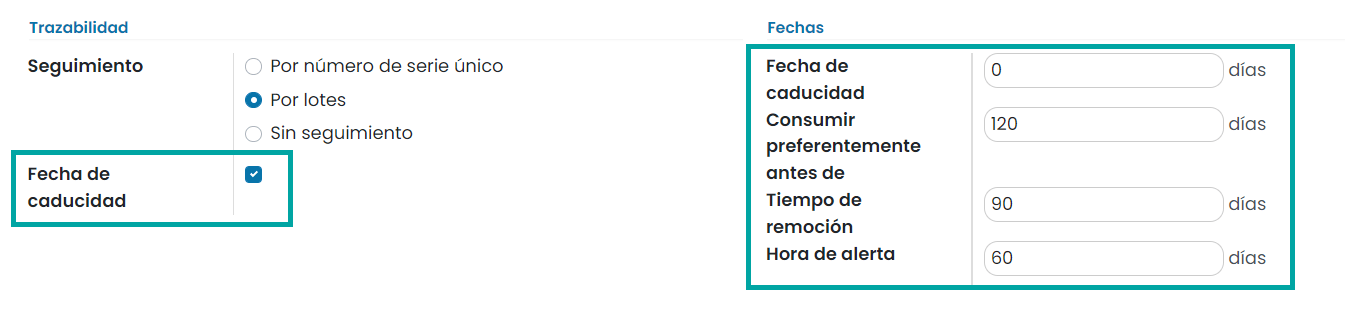 Trazabilidad
Seguimiento
Por número de serie único
Por lotes
Sin seguimiento
Fecha de
caducidad
Fechas
Fecha de
caducidad
0 días
Consumir
preferentemente
antes de
120 días
Tiempo de
remoción
90 días
Hora de alerta
60 días